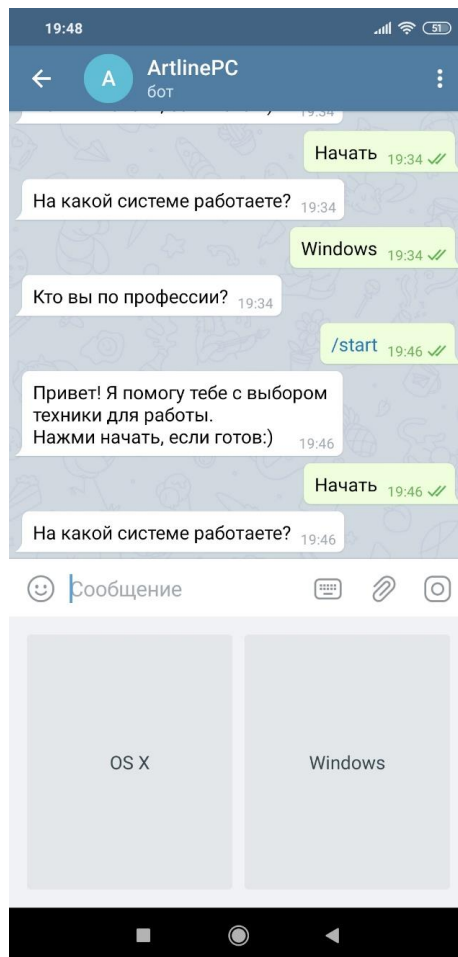 19:48
51
A
ArtlinePC
бот
19:34
Начать 19:34
На какой системе работаете? 19:34
Windows 19:34
Кто вы по профессии? 19:34
/start 19:46
Привет! Я помогу тебе с выбором
техники для работы.
Нажми начать, если готов:) 19:46
Начать 19:46
На какой системе работаете? 19:46
Сообщение
OS X
Windows